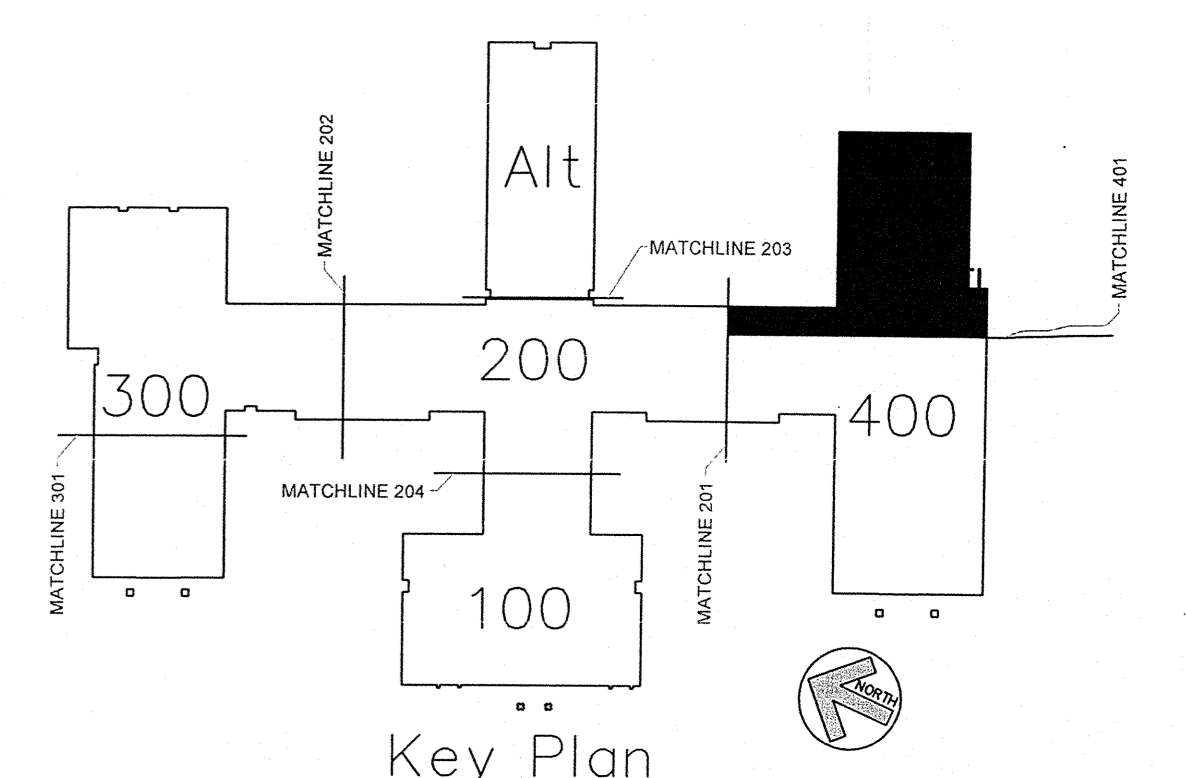 MATCHLINE 202
Alt
MATCHLINE 401
MATCHLINE 203
200
300
400
MATCHLINE 301
MATCHLINE 204
MATCHLINE 201
100
NORTH
Key Plan